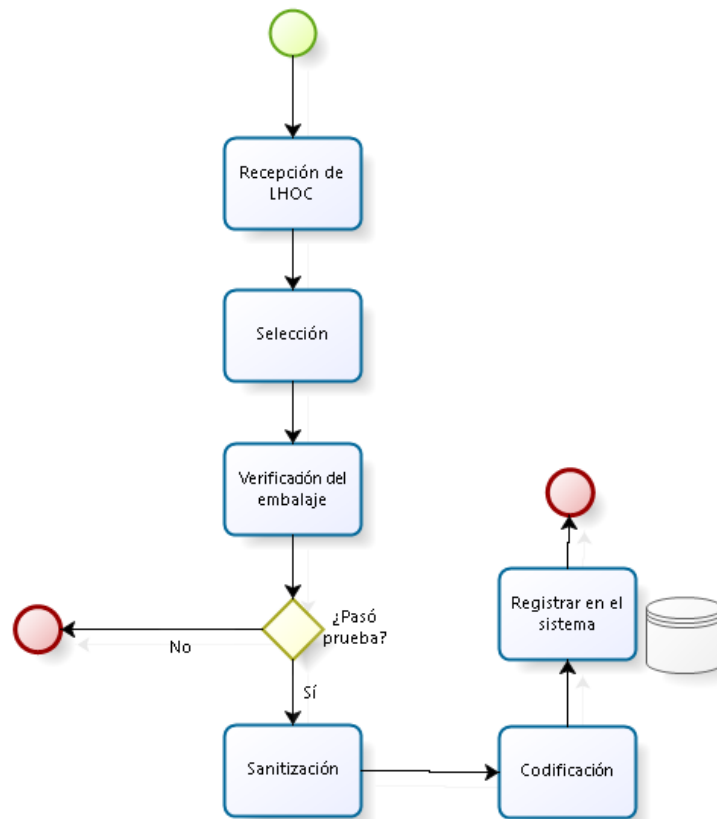 Recepción de
LHOC
Selección
Verificación del
embalaje
¿Pasó
prueba?
No
Sí
Sanitización
Codificación
Registrar en el
sistema